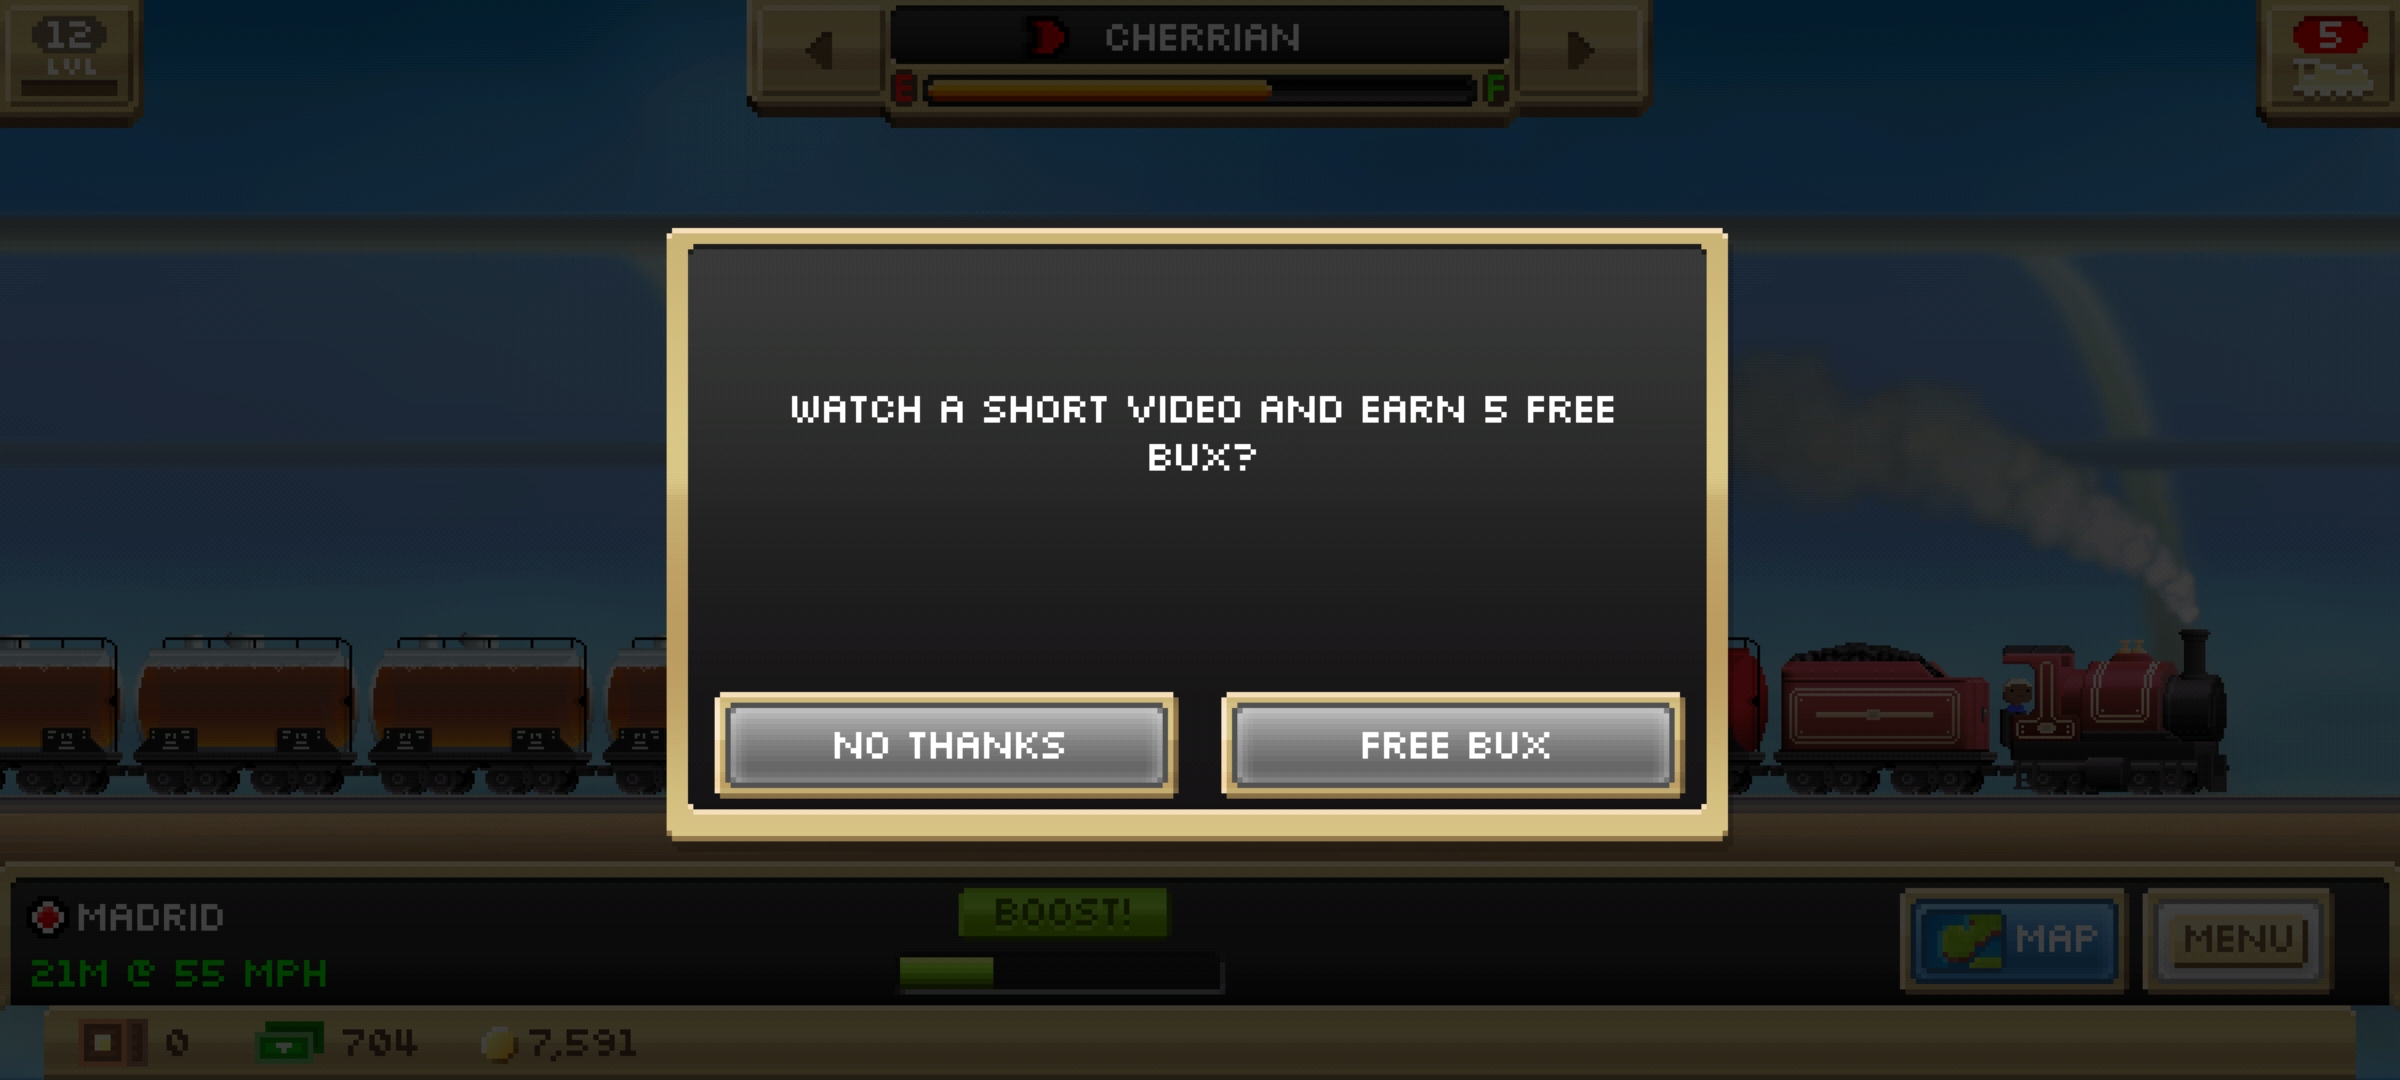 12
LVL
CHERRIAN
E F
5
WATCH A SHORT VIDEO AND EARN 5 FREE
BUX?
NO THANKS FREE BUX
MADRID
21M @ 55 MPH
BOOST!
MAP MENU
0 704 7,591